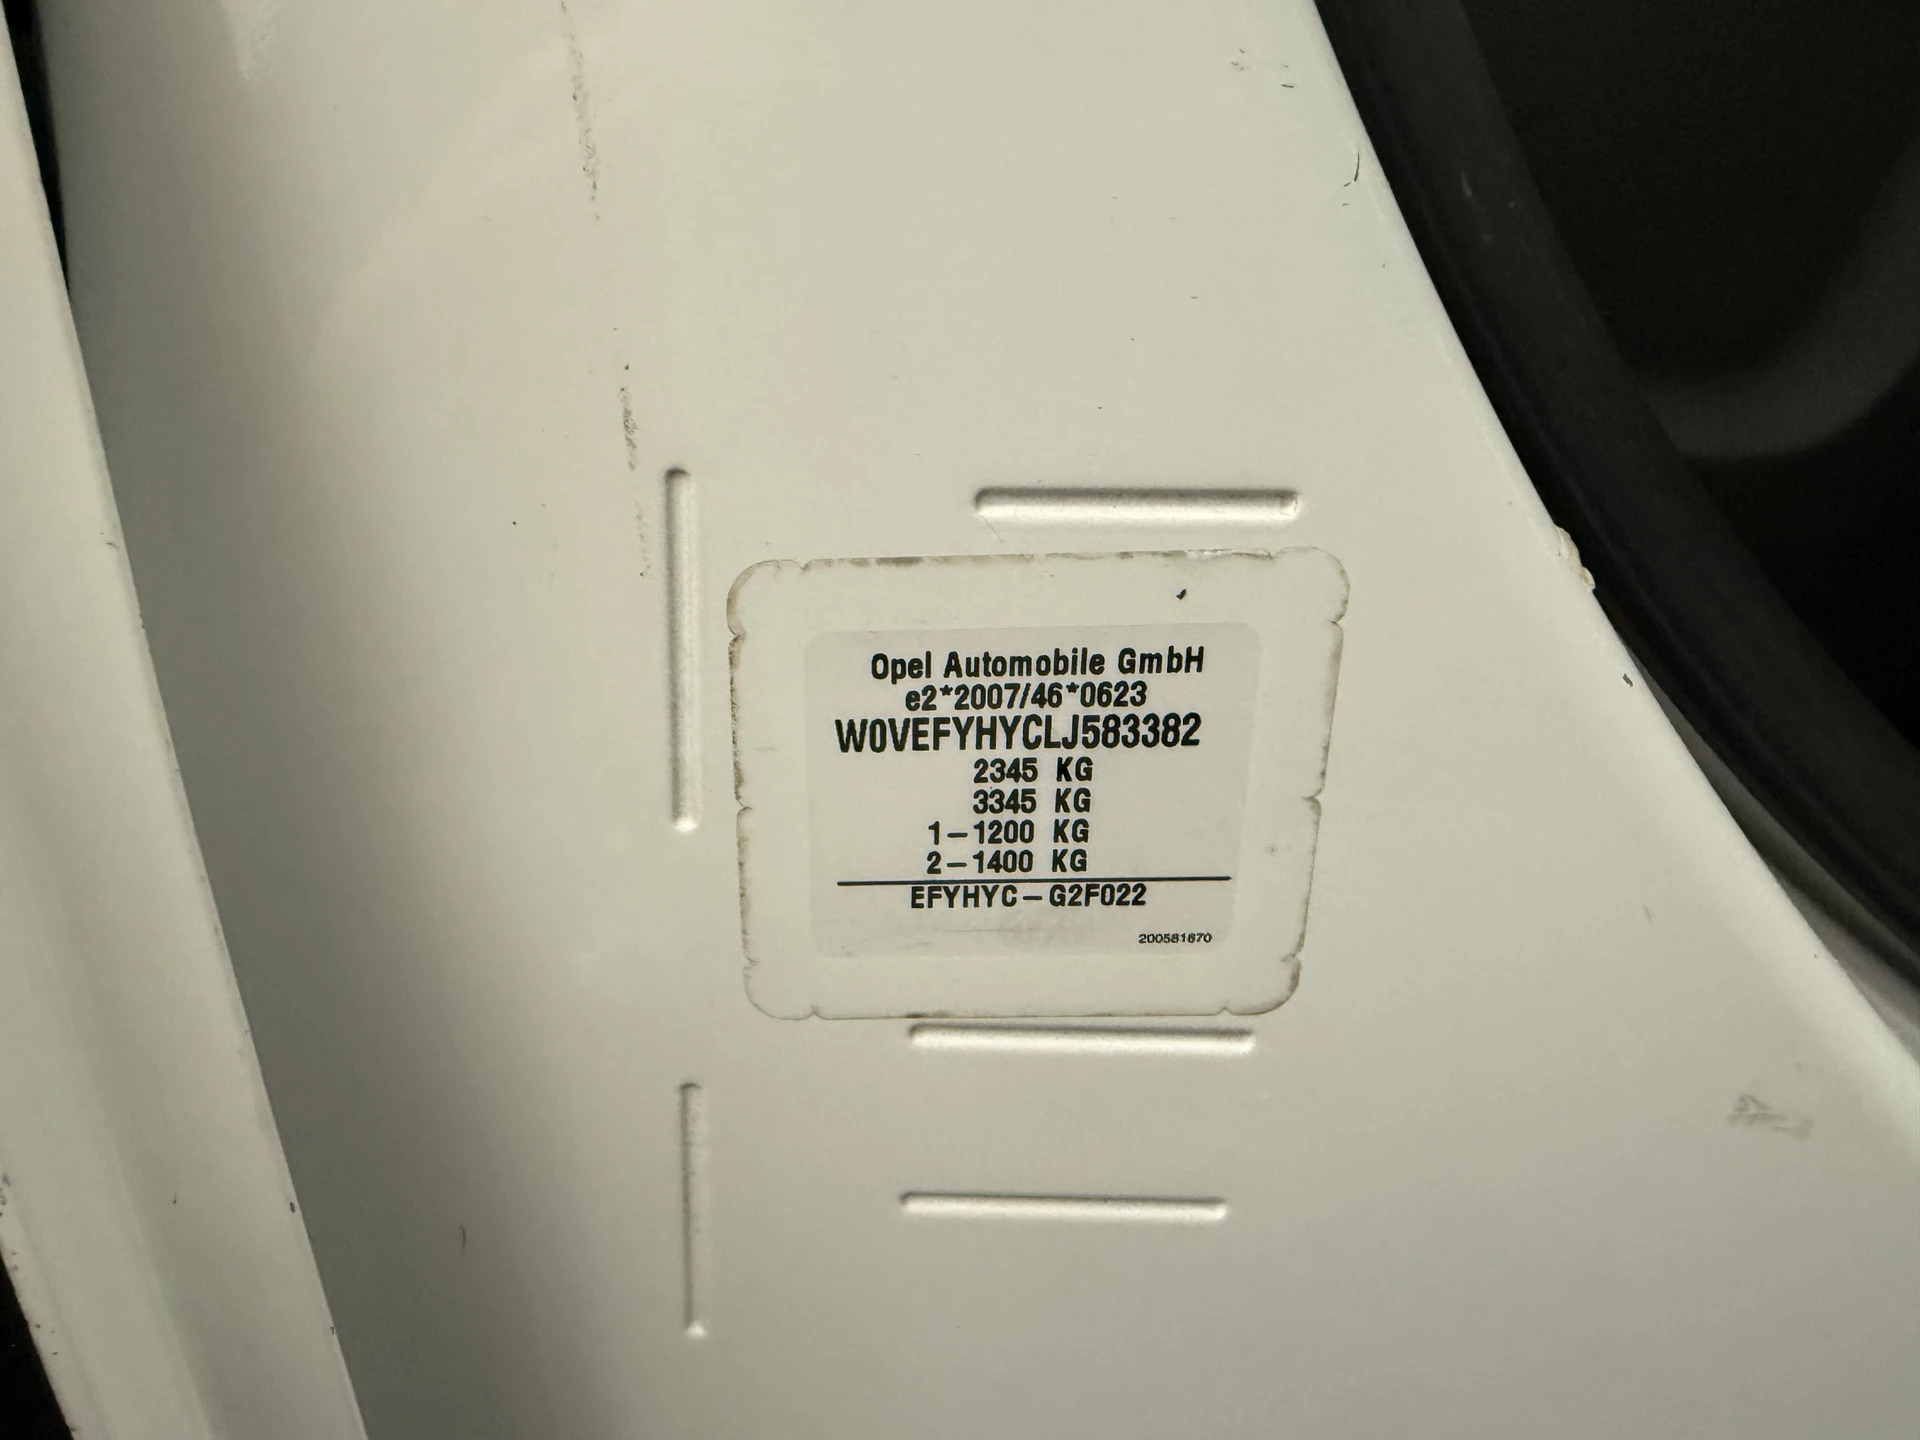 Opel Automobile GmbH
e2*2007/46*0623
W0VEFYHYCLJ583382
2345 KG
3345 KG
1-1200 KG
2-1400 KG
EFYHYC-G2F022
200581670